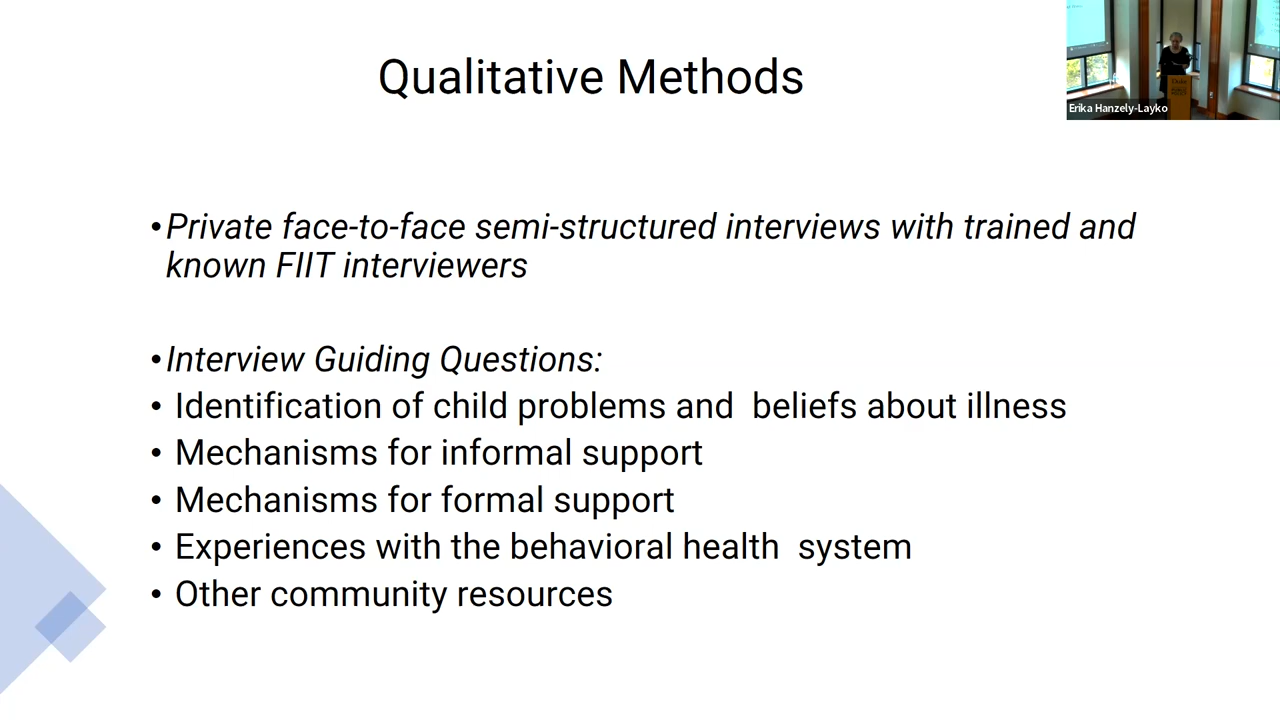 Qualitative Methods
Erika Hanzely-Layko
•Private face-to-face semi-structured interviews with trained and
known FIIT interviewers
•Interview Guiding Questions:
• Identification of child problems and  beliefs about illness
• Mechanisms for informal support
• Mechanisms for formal support
• Experiences with the behavioral health  system
• Other community resources